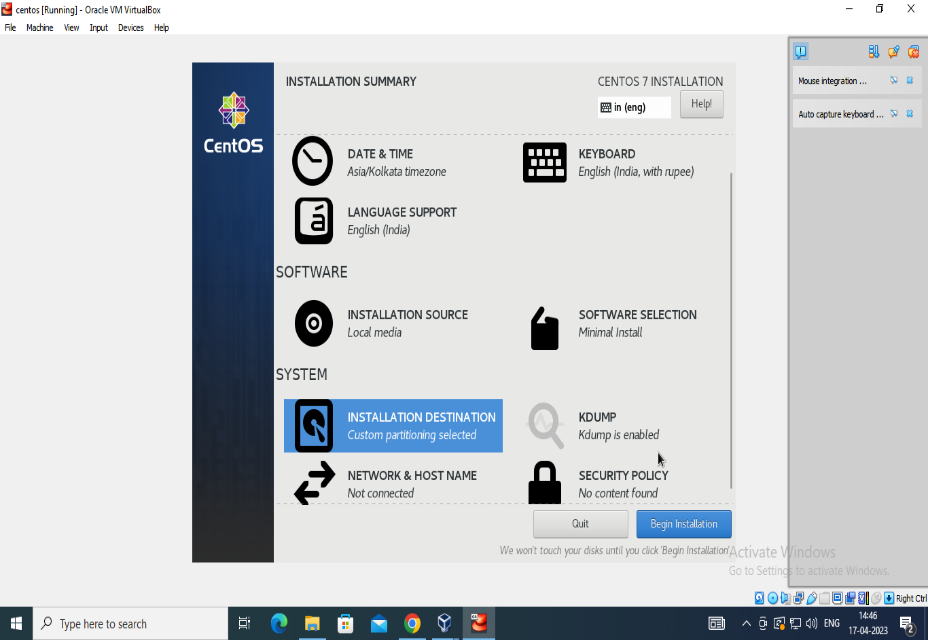 centos [Running] - Oracle VM VirtualBox
File Machine View Input Devices Help
INSTALLATION SUMMARY
CENTOS 7 INSTALLATION
in (eng)
Help!
CentOS
DATE & TIME
Asia/Kolkata timezone
KEYBOARD
English (India, with rupee)
LANGUAGE SUPPORT
English (India)
SOFTWARE
INSTALLATION SOURCE
Local media
SOFTWARE SELECTION
Minimal Install
SYSTEM
INSTALLATION DESTINATION
Custom partitioning selected
KDUMP
Kdump is enabled
NETWORK & HOST NAME
Not connected
SECURITY POLICY
No content found
Quit
Begin Installation
We won't touch your disks until you click 'Begin Installation'
Mouse integration ...
Auto capture keyboard ...
Activate Windows
Go to Settings to activate Windows.
Right Ctrl
Type here to search
ENG
14:46
17-04-2023
2